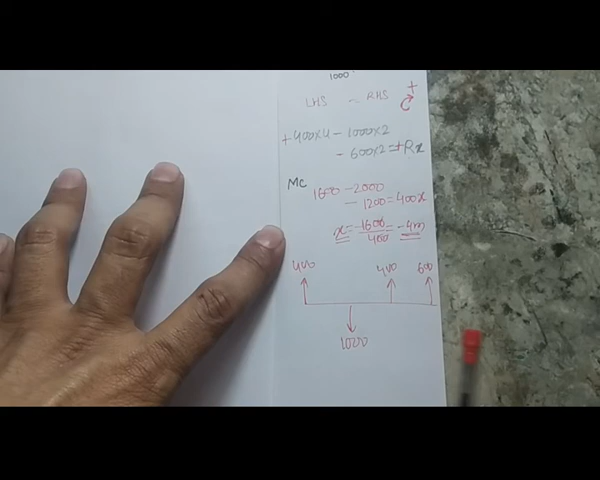 1000
LHS = RHS +
+400x4 - 1000x2
- 600x2 = +Rx
MC
1600 - 2000
- 1200 = 400x
x = -1600/400 = -4m
400 400 600
1000